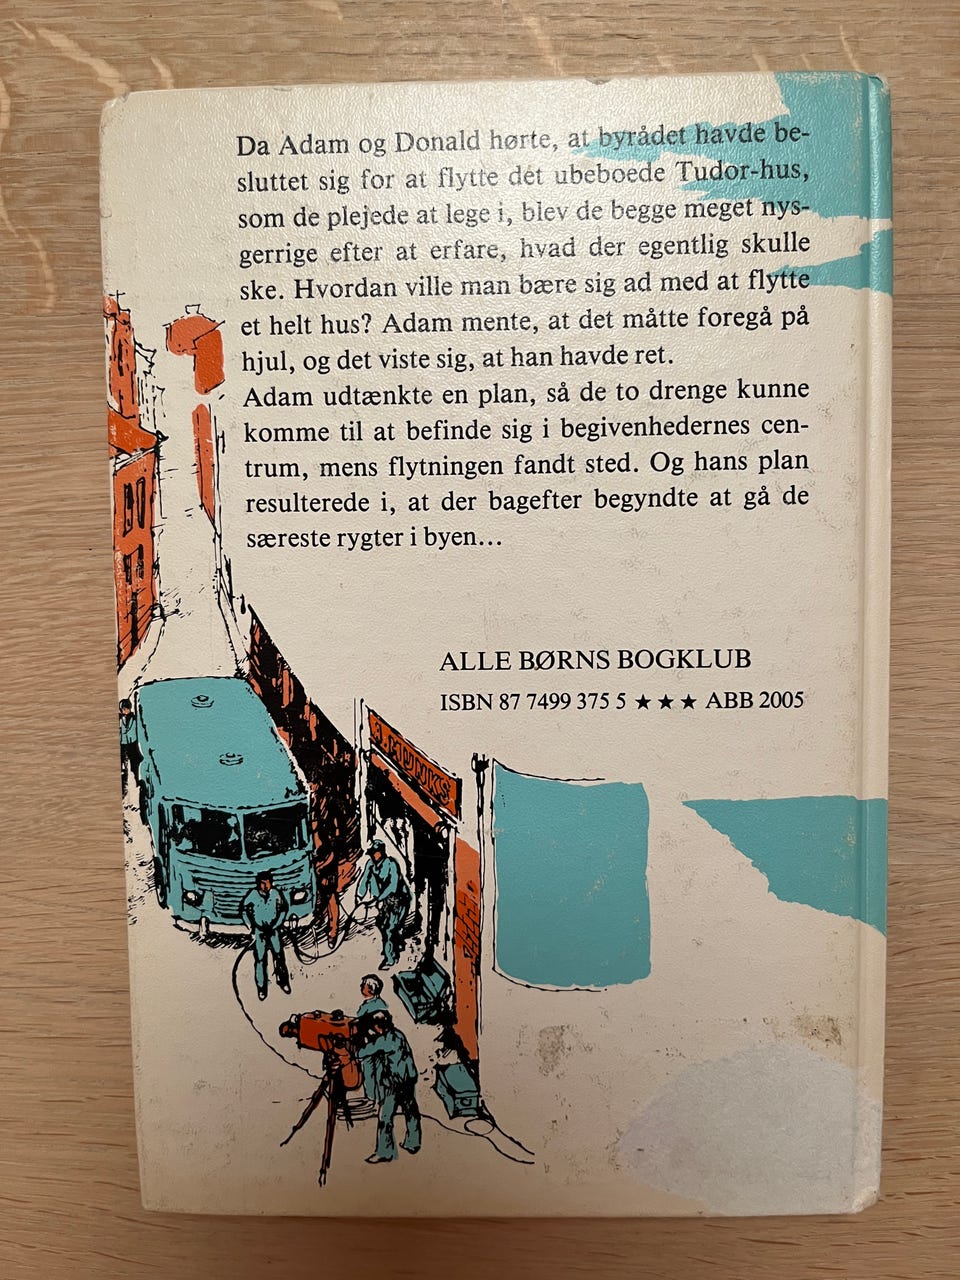 Da Adam og Donald hørte, at byrådet havde be-
sluttet sig for at flytte det ubeboede Tudor-hus,
som de plejede at lege i, blev de begge meget nys-
gerrige efter at erfare, hvad der egentlig skulle
ske. Hvordan ville man bære sig ad med at flytte
et helt hus? Adam mente, at det måtte foregå på
hjul, og det viste sig, at han havde ret.
Adam udtænkte en plan, så de to drenge kunne
komme til at befinde sig i begivenhedernes cen-
trum, mens flytningen fandt sted. Og hans plan
resulterede i, at der bagefter begyndte at gå de
særeste rygter i byen...
ALLE BØRNS BOGKLUB
ISBN 87 7499 375 5 ★ ★ ★ ABB 2005